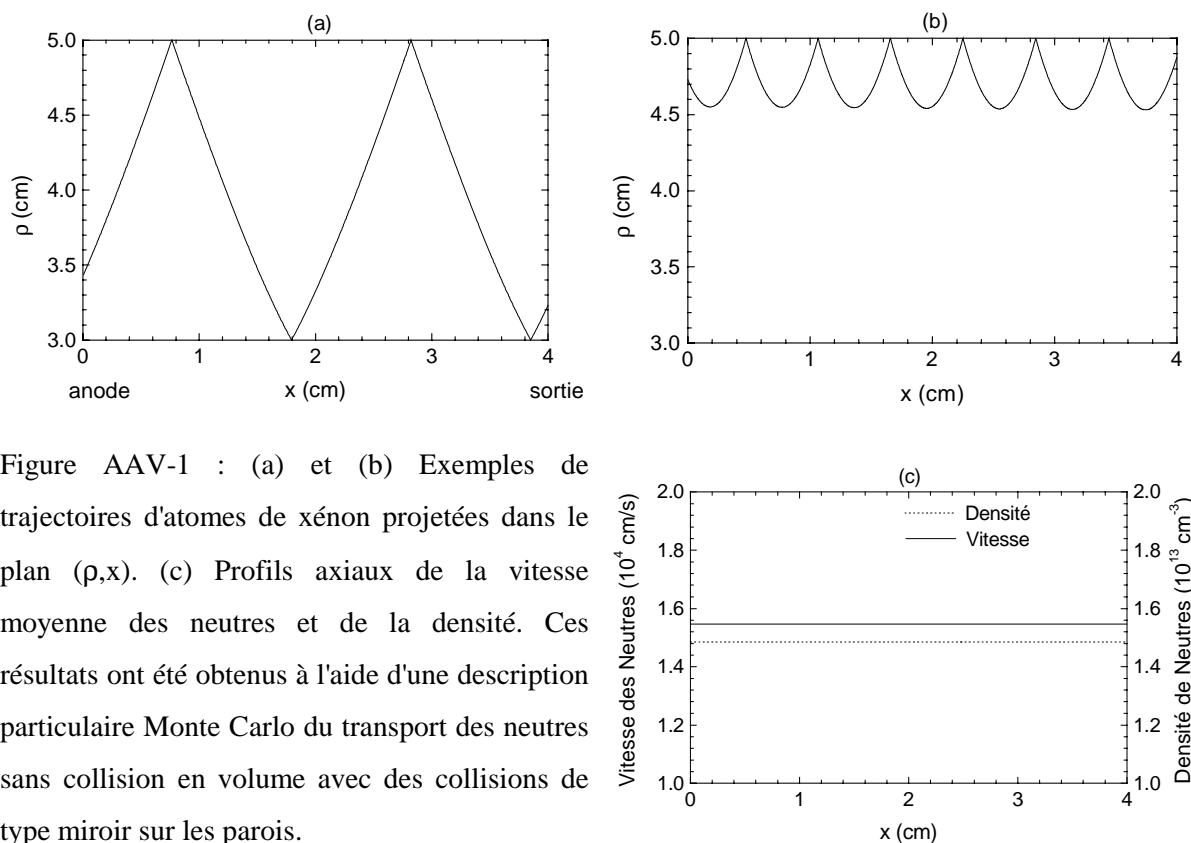 (a)
5.0
4.5
4.0
3.5
3.0
ρ (cm)
0 1 2 3 4
anode x (cm) sortie
(b)
5.0
4.5
4.0
3.5
3.0
ρ (cm)
0 1 2 3 4
x (cm)
Figure AAV-1 : (a) et (b) Exemples de
trajectoires d'atomes de xénon projetées dans le
plan (ρ,x). (c) Profils axiaux de la vitesse
moyenne des neutres et de la densité. Ces
résultats ont été obtenus à l'aide d'une description
particulaire Monte Carlo du transport des neutres
sans collision en volume avec des collisions de
type miroir sur les parois.
(c)
2.0
1.8
1.6
1.4
1.2
1.0
Vitesse des Neutres (10⁴ cm/s)
Densité
Vitesse
2.0
1.8
1.6
1.4
1.2
1.0
Densité de Neutres (10¹³ cm⁻³)
0 1 2 3 4
x (cm)